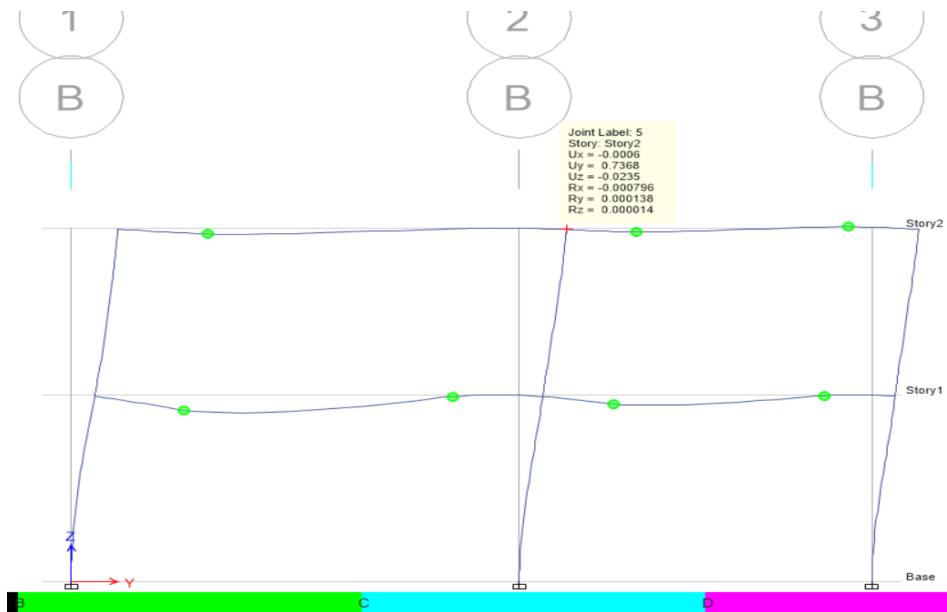 1 2 3
B B B
Joint Label: 5
Story: Story2
Ux = -0.0006
Uy = 0.7368
Uz = -0.0235
Rx = -0.000796
Ry = 0.000138
Rz = 0.000014
Story2
Story1
Z
Y
Base
B C D